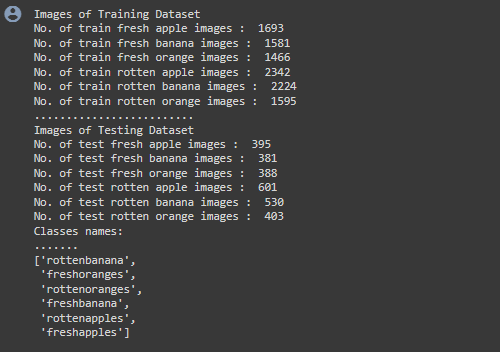 Images of Training Dataset
No. of train fresh apple images :  1693
No. of train fresh banana images :  1581
No. of train fresh orange images :  1466
No. of train rotten apple images :  2342
No. of train rotten banana images :  2224
No. of train rotten orange images :  1595
.........................
Images of Testing Dataset
No. of test fresh apple images :  395
No. of test fresh banana images :  381
No. of test fresh orange images :  388
No. of test rotten apple images :  601
No. of test rotten banana images :  530
No. of test rotten orange images :  403
Classes names:
.......
['rottenbanana',
 'freshoranges',
 'rottenoranges',
 'freshbanana',
 'rottenapples',
 'freshapples']